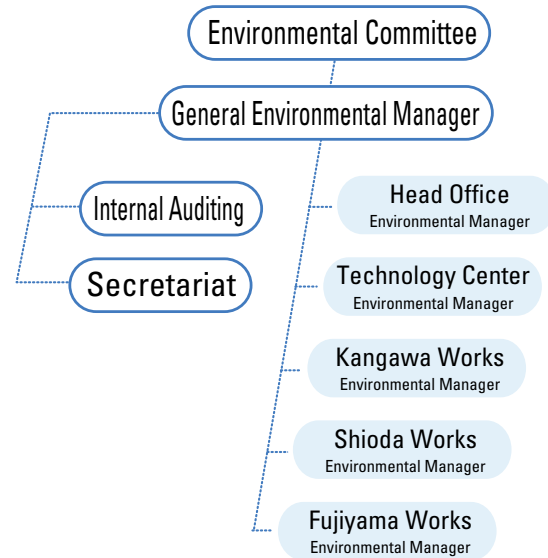 Environmental Committee
General Environmental Manager
Internal Auditing
Secretariat
Head Office
Environmental Manager
Technology Center
Environmental Manager
Kangawa Works
Environmental Manager
Shioda Works
Environmental Manager
Fujiyama Works
Environmental Manager